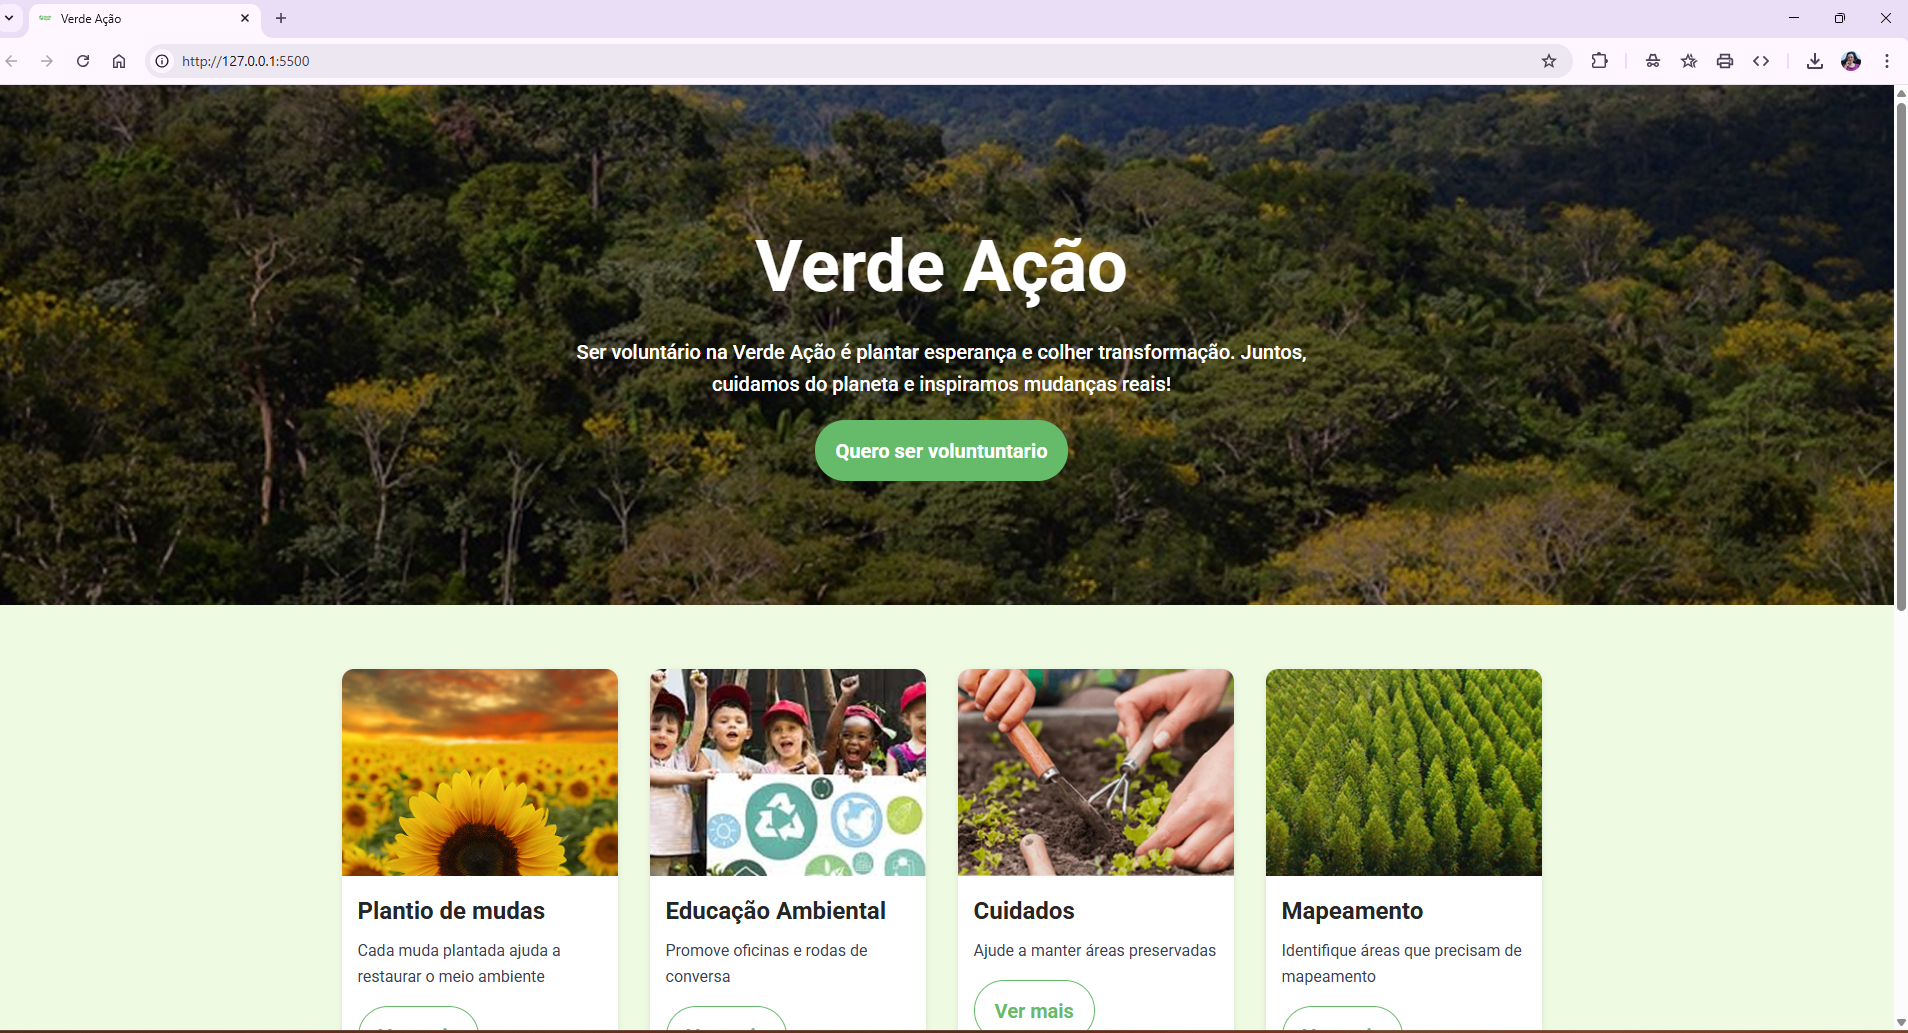 Verde Ação
http://127.0.0.1:5500
Verde Ação
Ser voluntário na Verde Ação é plantar esperança e colher transformação. Juntos,
cuidamos do planeta e inspiramos mudanças reais!
Quero ser voluntuntario
Plantio de mudas
Cada muda plantada ajuda a
restaurar o meio ambiente
Educação Ambiental
Promove oficinas e rodas de
conversa
Cuidados
Ajude a manter áreas preservadas
Ver mais
Mapeamento
Identifique áreas que precisam de
mapeamento